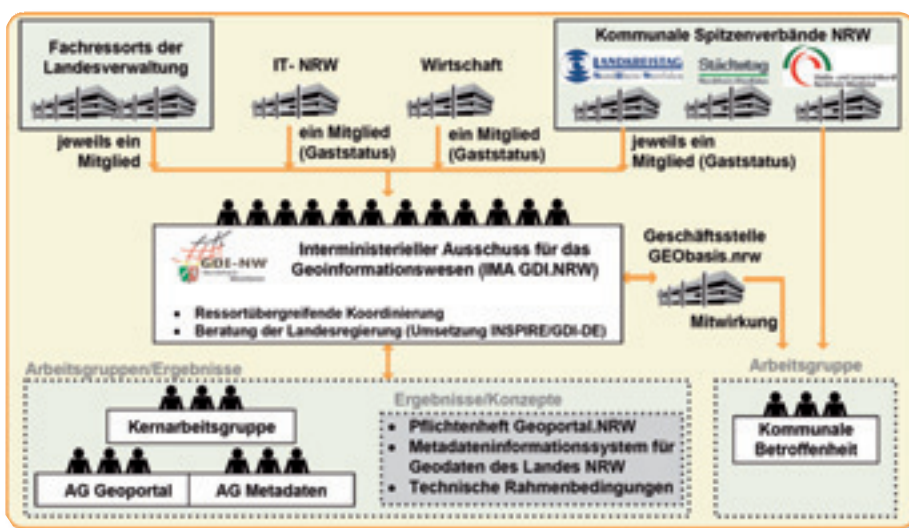 Fachressorts der
Landesverwaltung
IT- NRW
Wirtschaft
Kommunale Spitzenverbände NRW
LANDKREISTAG
Städtetag
jeweils ein
Mitglied
ein Mitglied
(Gaststatus)
ein Mitglied
(Gaststatus)
jeweils ein
Mitglied (Gaststatus)
GDI-NW
Interministerieller Ausschuss für das
Geoinformationswesen (IMA GDI.NRW)
• Ressortübergreifende Koordinierung
• Beratung der Landesregierung (Umsetzung INSPIRE/GDI-DE)
Geschäftsstelle
GEObasis.nrw
Mitwirkung
Arbeitsgruppen/Ergebnisse
Kernarbeitsgruppe
AG Geoportal
AG Metadaten
Ergebnisse/Konzepte
• Pflichtenheft Geoportal.NRW
• Metadateninformationssystem für
Geodaten des Landes NRW
• Technische Rahmenbedingungen
Arbeitsgruppe
Kommunale
Betroffenheit